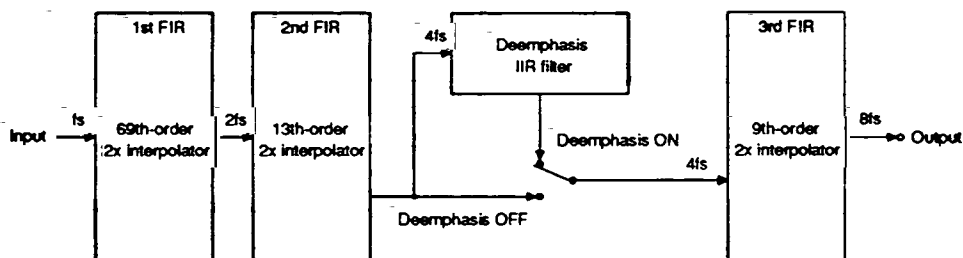 1st FIR
2nd FIR
3rd FIR
4fs
Deemphasis
IIR filter
Input
fs
69th-order
2x interpolator
2fs
13th-order
2x interpolator
Deemphasis ON
4fs
9th-order
2x interpolator
8fs
Output
Deemphasis OFF